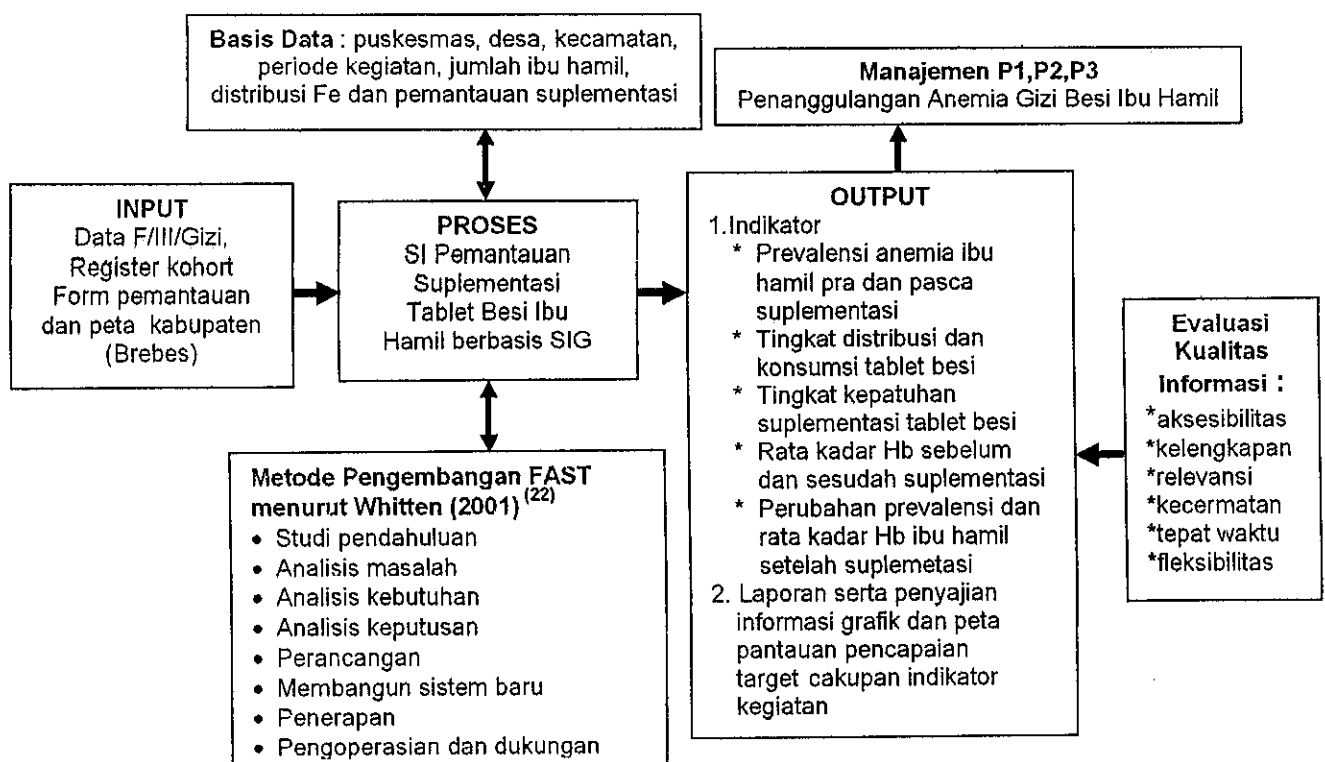 Basis Data : puskesmas, desa, kecamatan,
periode kegiatan, jumlah ibu hamil,
distribusi Fe dan pemantauan suplementasi
Manajemen P1,P2,P3
Penanggulangan Anemia Gizi Besi Ibu Hamil
INPUT
Data F/III/Gizi,
Register kohort
Form pemantauan
dan peta kabupaten
(Brebes)
PROSES
SI Pemantauan
Suplementasi
Tablet Besi Ibu
Hamil berbasis SIG
OUTPUT
1.Indikator
* Prevalensi anemia ibu
hamil pra dan pasca
suplementasi
* Tingkat distribusi dan
konsumsi tablet besi
* Tingkat kepatuhan
suplementasi tablet besi
* Rata kadar Hb sebelum
dan sesudah suplementasi
* Perubahan prevalensi dan
rata kadar Hb ibu hamil
setelah suplemetasi
2. Laporan serta penyajian
informasi grafik dan peta
pantauan pencapaian
target cakupan indikator
kegiatan
Evaluasi
Kualitas
Informasi :
*aksesibilitas
*kelengkapan
*relevansi
*kecermatan
*tepat waktu
*fleksibilitas
Metode Pengembangan FAST
menurut Whitten (2001) (22)
• Studi pendahuluan
• Analisis masalah
• Analisis kebutuhan
• Analisis keputusan
• Perancangan
• Membangun sistem baru
• Penerapan
• Pengoperasian dan dukungan